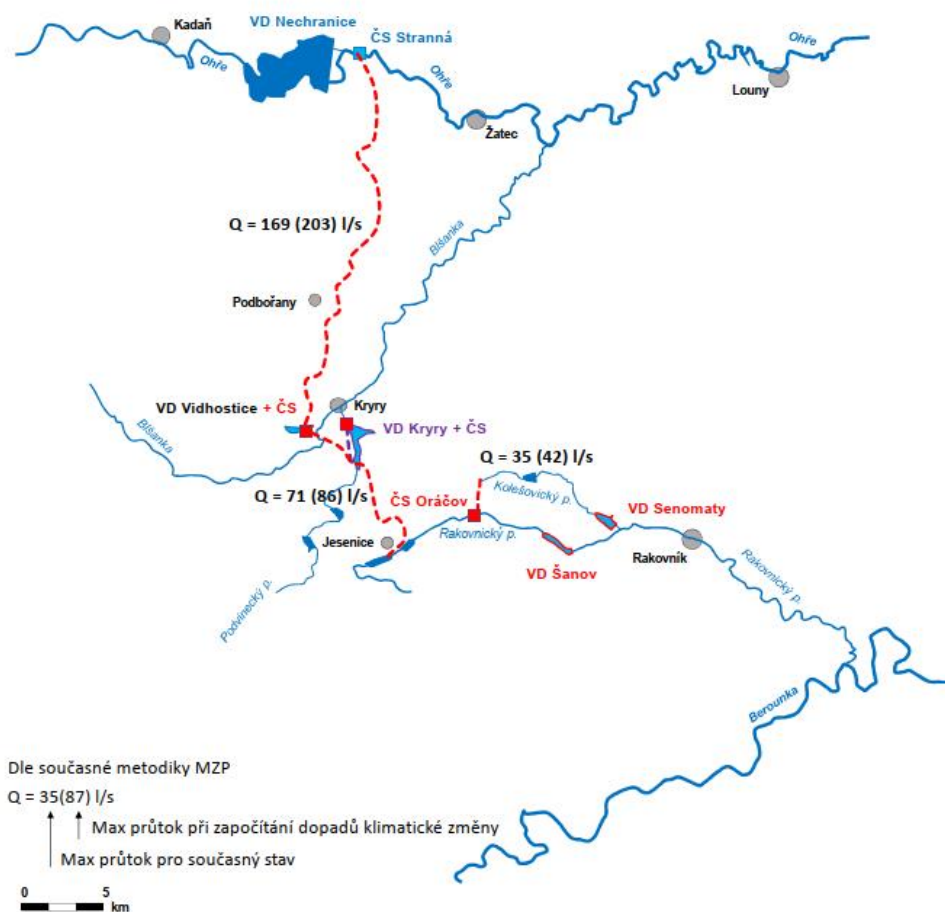 VD Nechranice
Kadaň
ČS Stranná
Ohře
Ohře
Ohře
Louny
Žatec
Q = 169 (203) l/s
Blšanka
Podbořany
Kryry
VD Vidhostice + ČS
VD Kryry + ČS
Blšanka
Q = 35 (42) l/s
Q = 71 (86) l/s
ČS Oráčov
Kolešovický p.
VD Senomaty
Jesenice
Rakovnický p.
Rakovník
VD Šanov
Rakovnický p.
Podvinecký p.
Berounka
Dle současné metodiky MZP
Q = 35(87) l/s
Max průtok při započítání dopadů klimatické změny
Max průtok pro současný stav
0 5
km